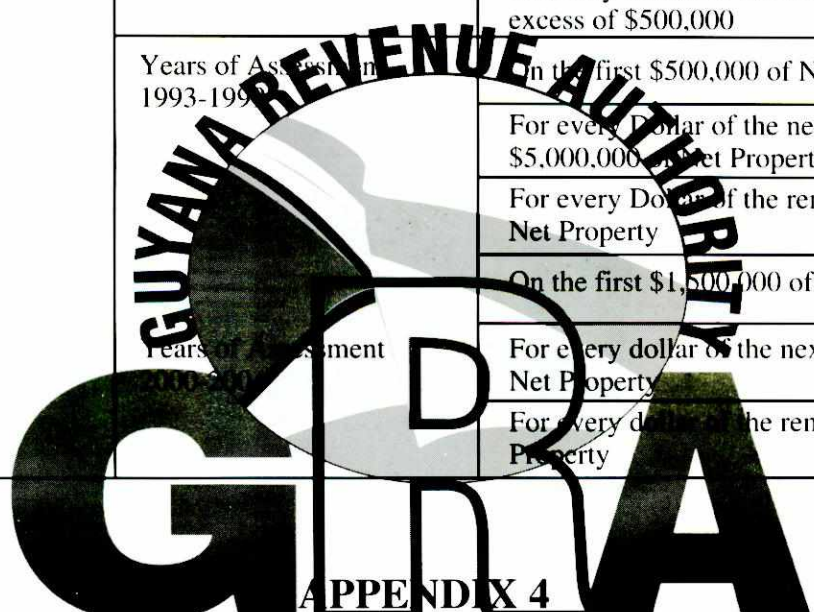 excess of $500,000
Years of Assessment
1993-199
On the first $500,000 of N
For every Dollar of the ne
$5,000,000 of Net Propert
For every Dollar of the ren
Net Property
On the first $1,500,000 of
Years of Assessment
2000-200
For every dollar of the nex
Net Property
For every dollar of the ren
Property
GUYANA REVENUE AUTHORITY
GRA
APPENDIX 4